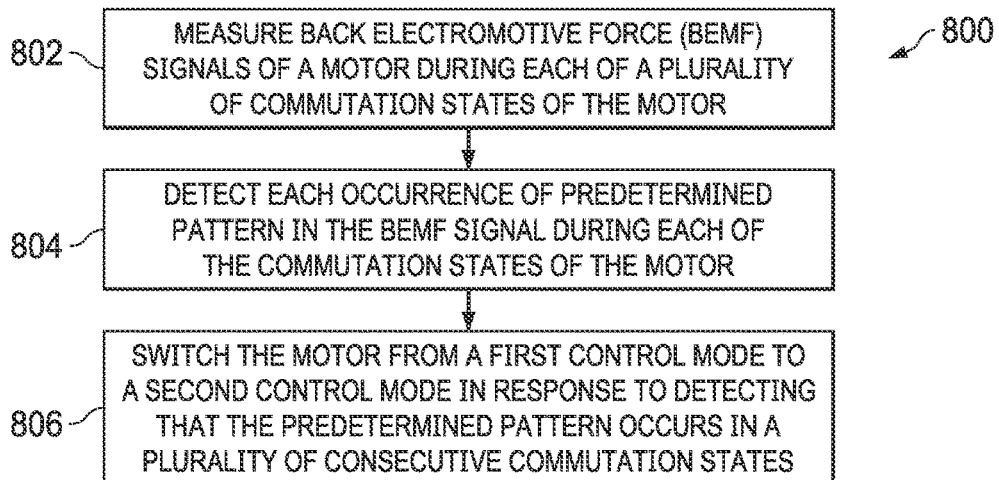 800
802
MEASURE BACK ELECTROMOTIVE FORCE (BEMF)
SIGNALS OF A MOTOR DURING EACH OF A PLURALITY
OF COMMUTATION STATES OF THE MOTOR
804
DETECT EACH OCCURRENCE OF PREDETERMINED
PATTERN IN THE BEMF SIGNAL DURING EACH OF
THE COMMUTATION STATES OF THE MOTOR
806
SWITCH THE MOTOR FROM A FIRST CONTROL MODE TO
A SECOND CONTROL MODE IN RESPONSE TO DETECTING
THAT THE PREDETERMINED PATTERN OCCURS IN A
PLURALITY OF CONSECUTIVE COMMUTATION STATES